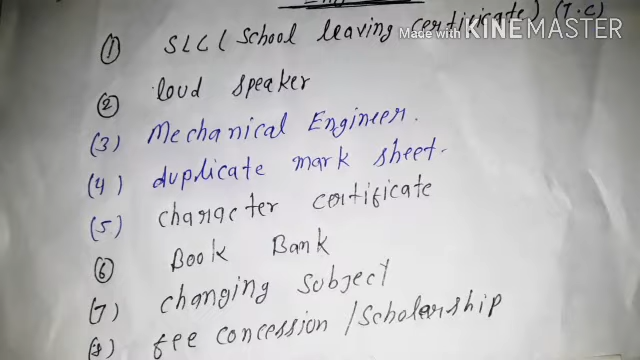 (1) SLC ( School leaving certificate) (T.C)
Made with KINEMASTER
(2) loud speaker
(3) Mechanical Engineer.
(4) duplicate mark sheet.
(5) character certificate
(6) Book Bank
(7) changing subject
(8) fee concession / Scholarship